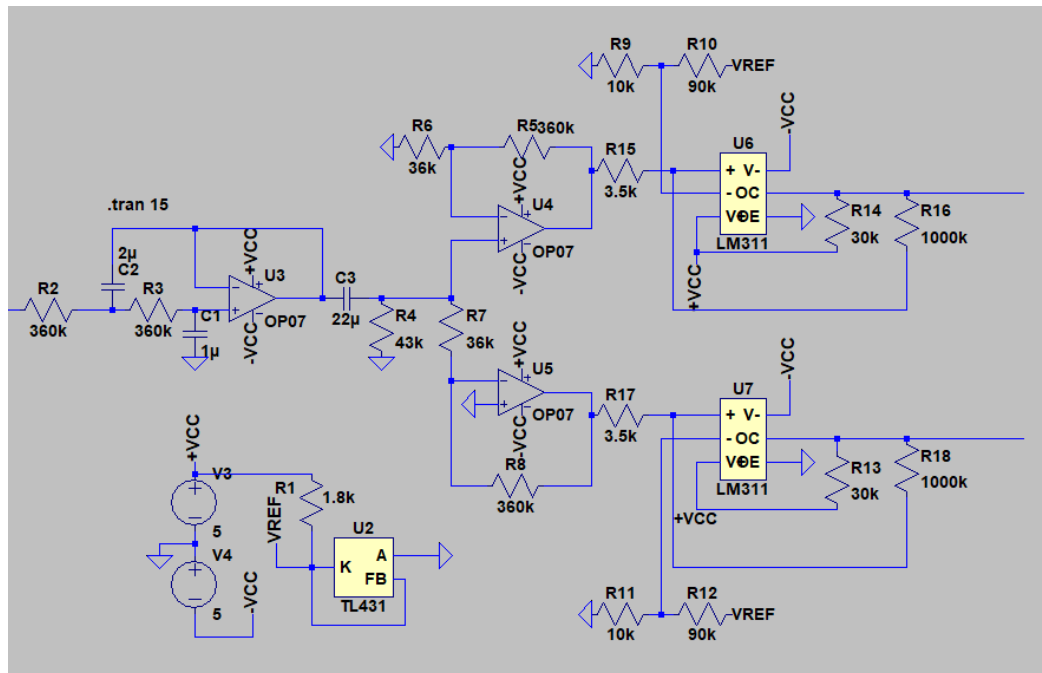 R9
10k
R10
90k
VREF
-VCC
R6
36k
R5
360k
R15
3.5k
U6
+ V-
- OC
V+ OE
LM311
+VCC
U4
OP07
-VCC
R14
30k
R16
1000k
+VCC
.tran 15
2µ
C2
+VCC
U3
OP07
-VCC
R2
360k
R3
360k
C1
1µ
C3
22µ
R4
43k
R7
36k
+VCC
U5
OP07
-VCC
R8
360k
R17
3.5k
-VCC
U7
+ V-
- OC
V+ OE
LM311
+VCC
R13
30k
R18
1000k
+VCC
V3
5
V4
5
-VCC
R1
1.8k
VREF
U2
K
A
FB
TL431
R11
10k
R12
90k
VREF